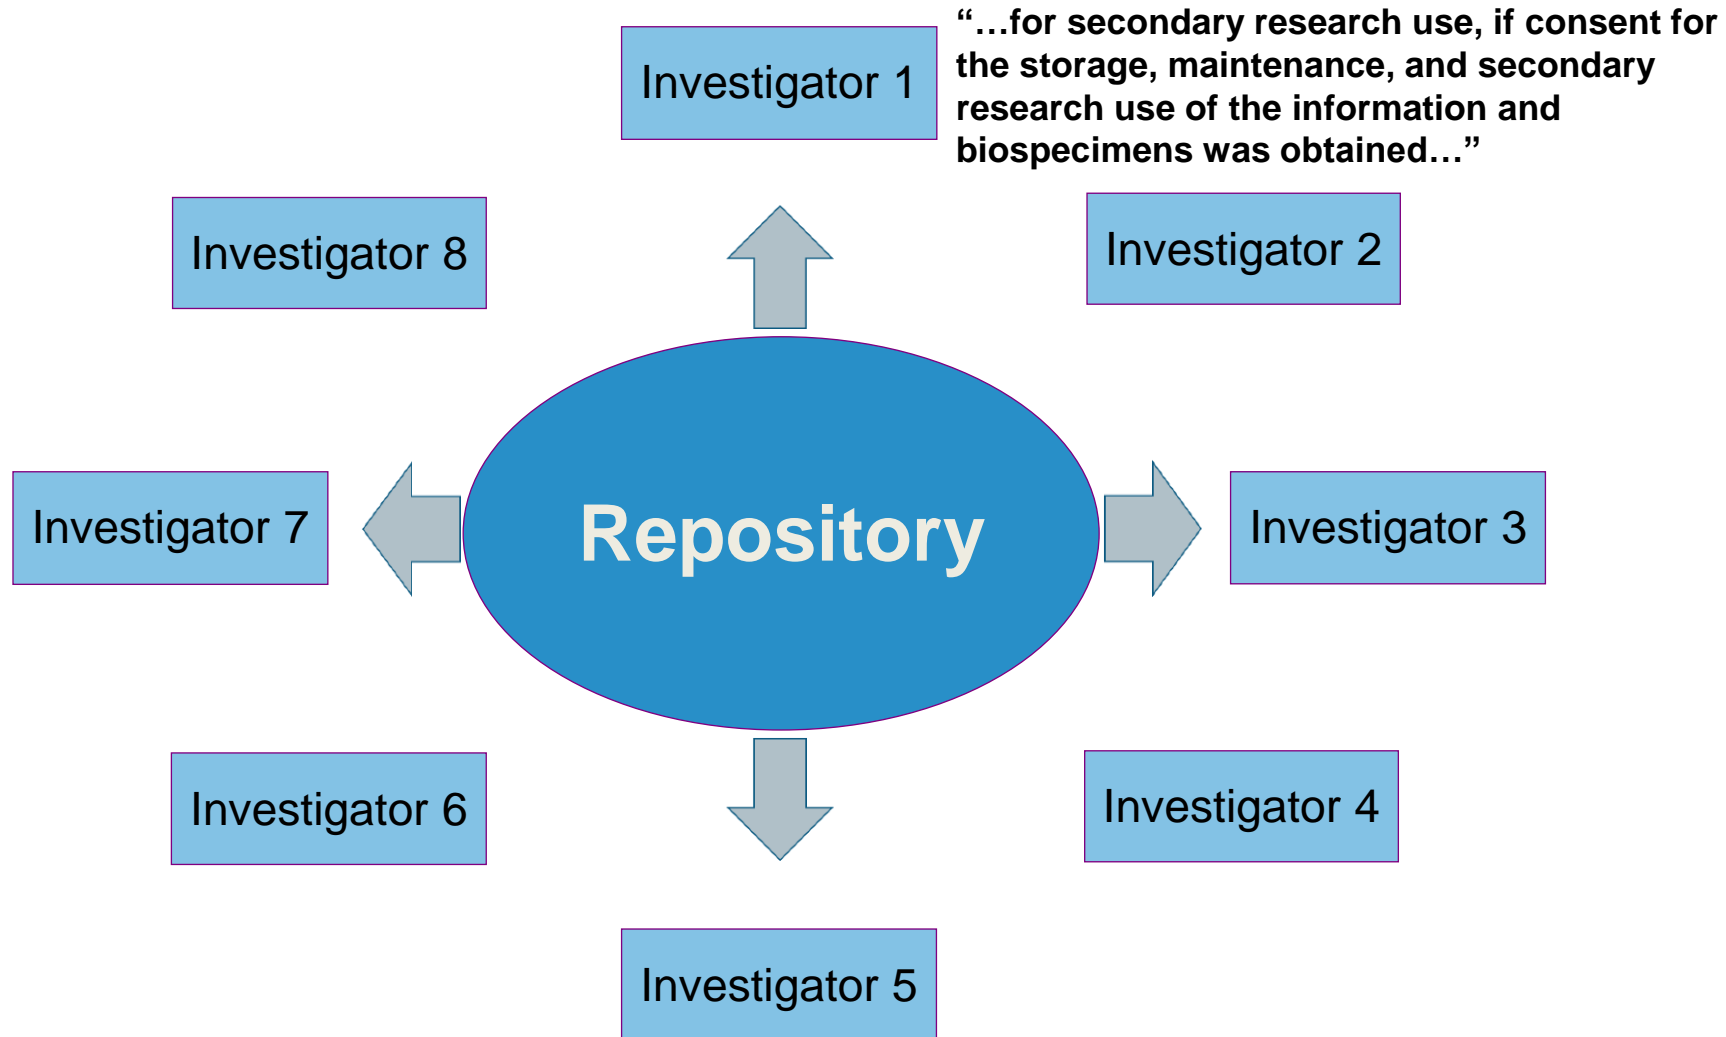 “…for secondary research use, if consent for
the storage, maintenance, and secondary
research use of the information and
biospecimens was obtained…”
Investigator 1
Investigator 8
Investigator 2
Investigator 7
Repository
Investigator 3
Investigator 6
Investigator 4
Investigator 5